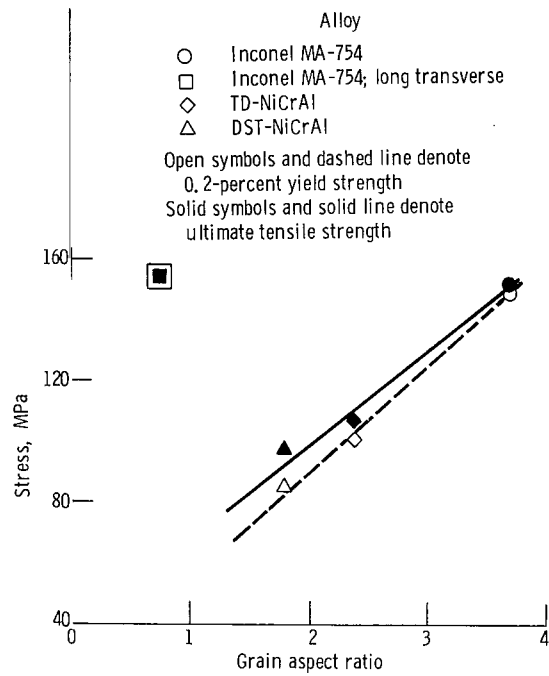 Alloy
Inconel MA-754
Inconel MA-754; long transverse
TD-NiCrAl
DST-NiCrAl
Open symbols and dashed line denote
0.2-percent yield strength
Solid symbols and solid line denote
ultimate tensile strength
160
120
80
40
Stress, MPa
0
1
2
3
4
Grain aspect ratio